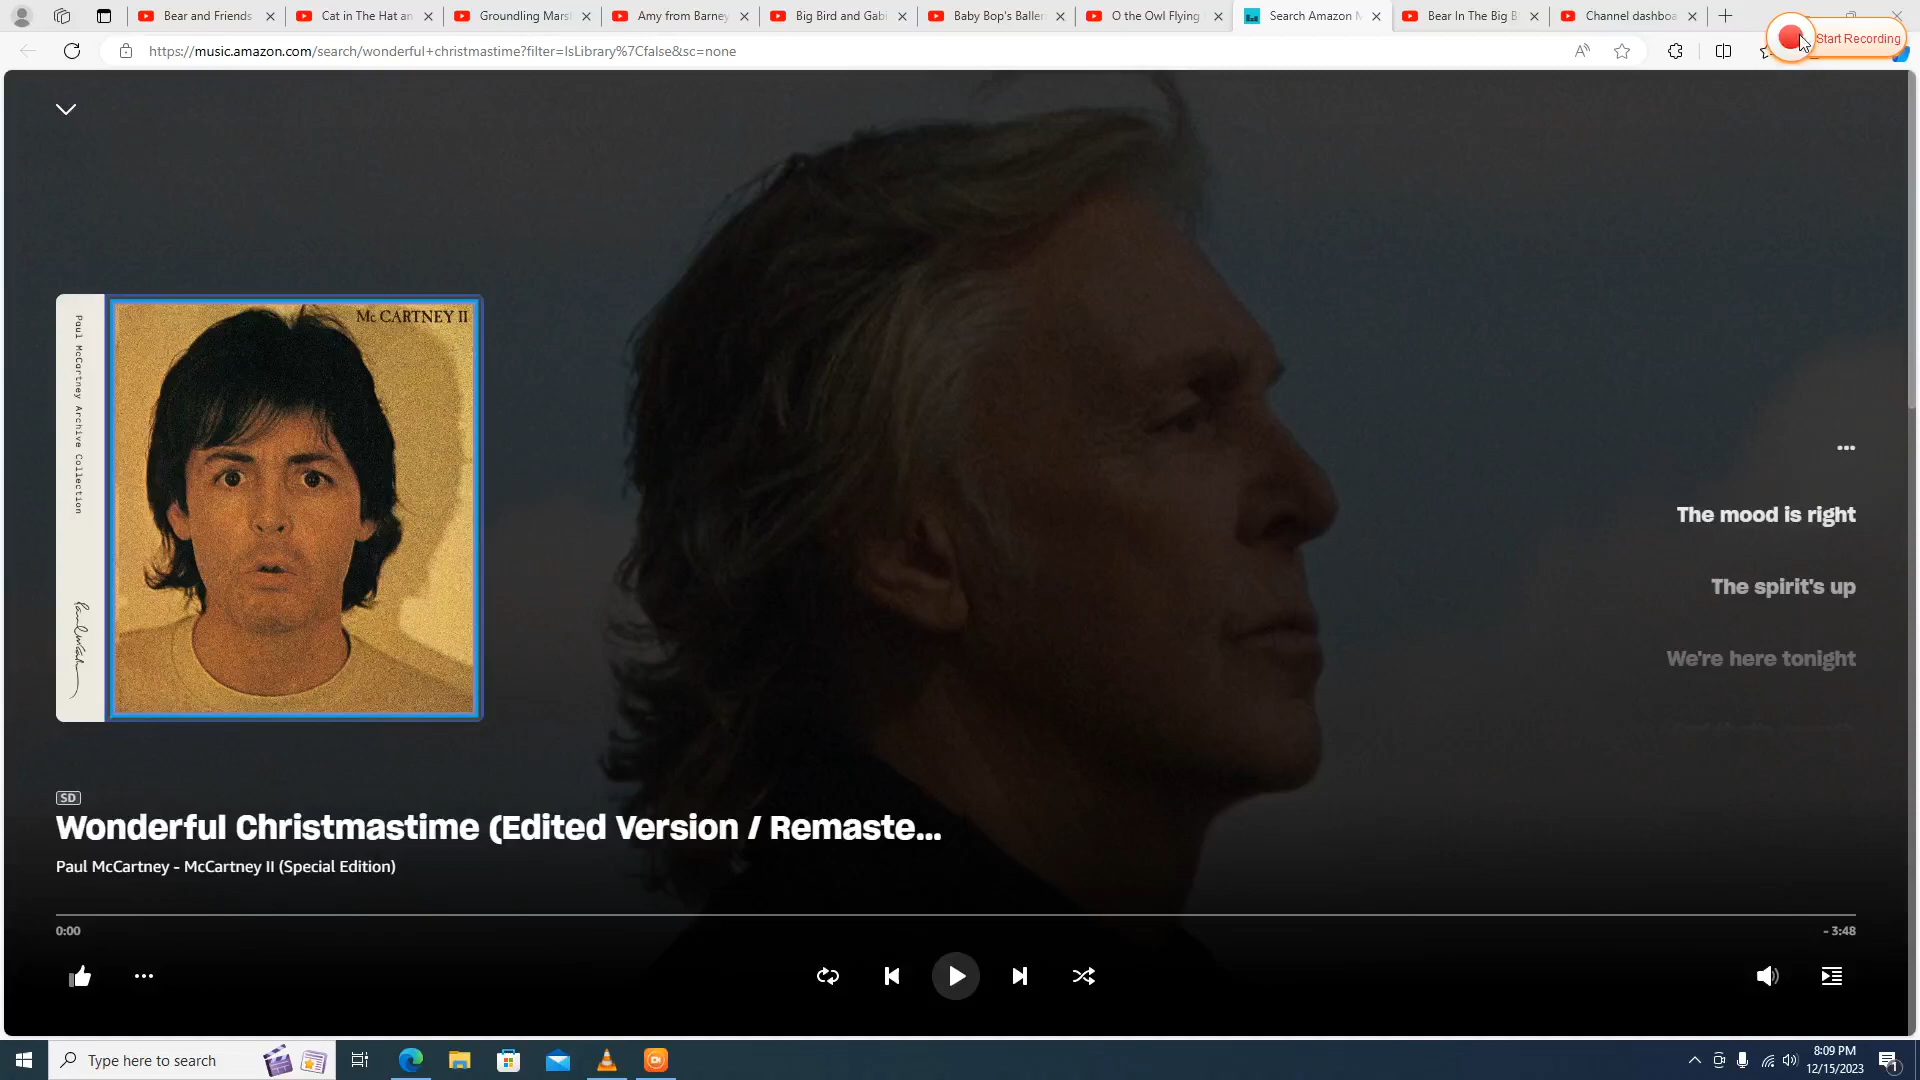 Bear and Friends
Cat in The Hat an
Groundling Mars
Amy from Barney
Big Bird and Gab
Baby Bop's Baller
O the Owl Flying
Search Amazon M
Bear In The Big B
Channel dashboa
https://music.amazon.com/search/wonderful+christmastime?filter=IsLibrary%7Cfalse&sc=none
Start Recording
Paul McCartney Archive Collection
Mc CARTNEY II
...
The mood is right
The spirit's up
We're here tonight
SD
Wonderful Christmastime (Edited Version / Remaste...
Paul McCartney - McCartney II (Special Edition)
0:00
- 3:48
Type here to search
8:09 PM
12/15/2023
1